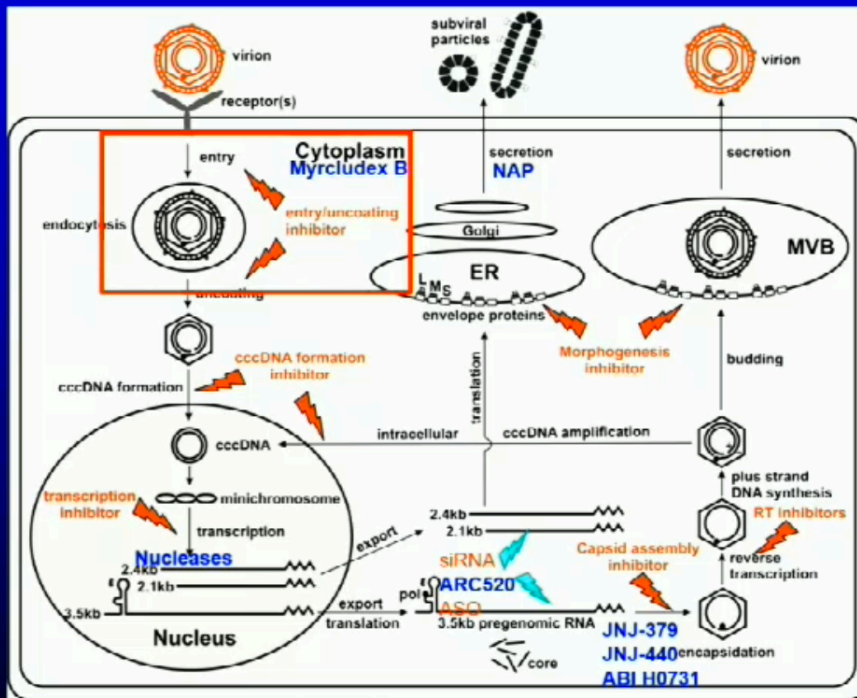 subviral
particles
virion
virion
receptor(s)
entry
Cytoplasm
Myrcludex B
secretion
NAP
secretion
endocytosis
entry/uncoating
inhibitor
Golgi
ER
MVB
L M S
uncoating
envelope proteins
cccDNA formation
inhibitor
Morphogenesis
inhibitor
budding
cccDNA formation
translation
cccDNA
intracellular
cccDNA amplification
transcription
inhibitor
minichromosome
plus strand
DNA synthesis
transcription
export
2.4kb
2.1kb
RT inhibitors
Nucleases
2.4kb
2.1kb
siRNA
ARC520
ASO
Capsid assembly
inhibitor
reverse
transcription
ε
3.5kb
export
translation
pol
3.5kb pregenomic RNA
Nucleus
core
JNJ-379
JNJ-440
encapsidation
ABI H0731